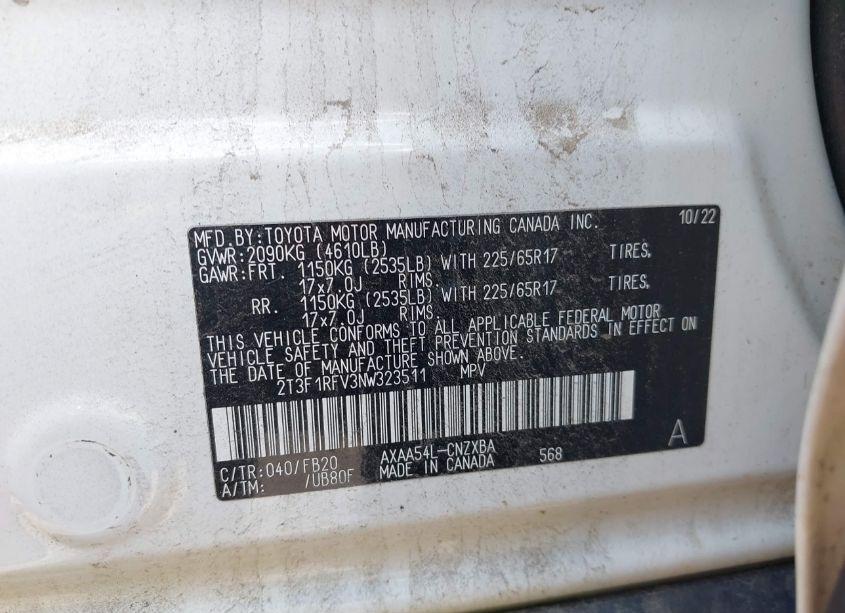 MFD.BY:TOYOTA MOTOR MANUFACTURING CANADA INC. 10/22
GVWR:2090KG (4610LB)
GAWR:FRT. 1150KG (2535LB) WITH 225/65R17 TIRES,
17x7.0J RIMS.
RR. 1150KG (2535LB) WITH 225/65R17 TIRES,
17x7.0J RIMS.
THIS VEHICLE CONFORMS TO ALL APPLICABLE FEDERAL MOTOR
VEHICLE SAFETY AND THEFT PREVENTION STANDARDS IN EFFECT ON
THE DATE OF MANUFACTURE SHOWN ABOVE.
2T3F1RFV3NW323511 MPV
C/TR:040/FB20 AXAA54L-CNZXBA 568 A
A/TM: /UB80F MADE IN CANADA